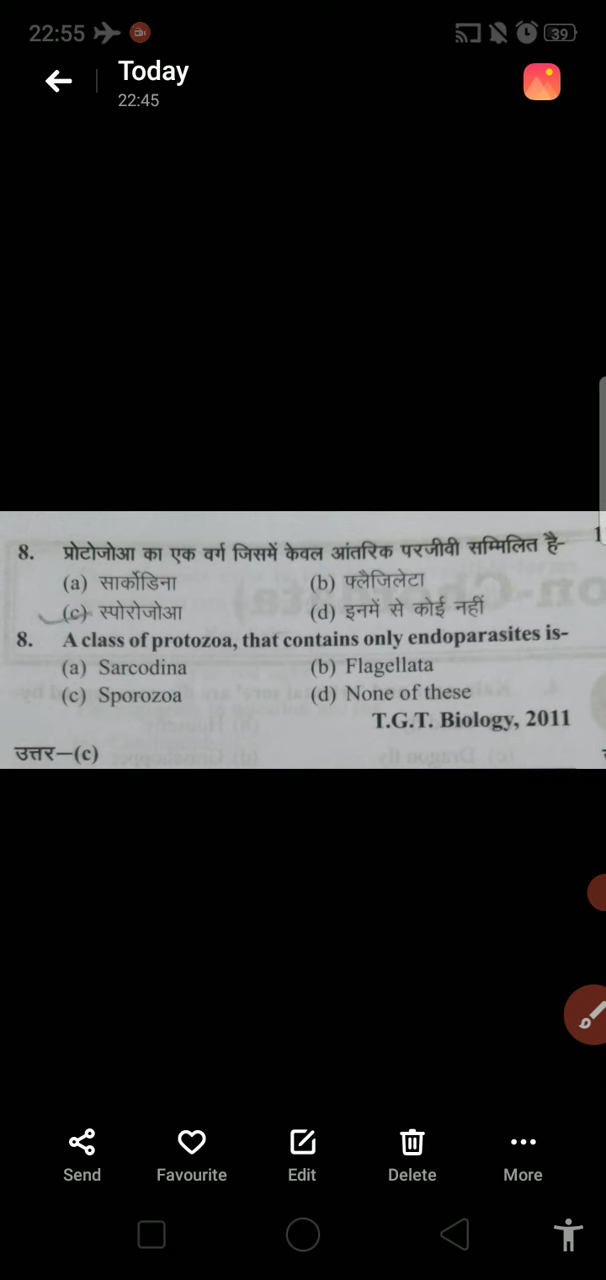 22:55
39
Today
22:45
8. प्रोटोजोआ का एक वर्ग जिसमें केवल आंतरिक परजीवी सम्मिलित है-
1
(a) सार्कोडिना (b) फ्लैजिलेटा
(c) स्पोरोजोआ (d) इनमें से कोई नहीं
8. A class of protozoa, that contains only endoparasites is-
(a) Sarcodina (b) Flagellata
(c) Sporozoa (d) None of these
T.G.T. Biology, 2011
उत्तर–(c)
Send Favourite Edit Delete More